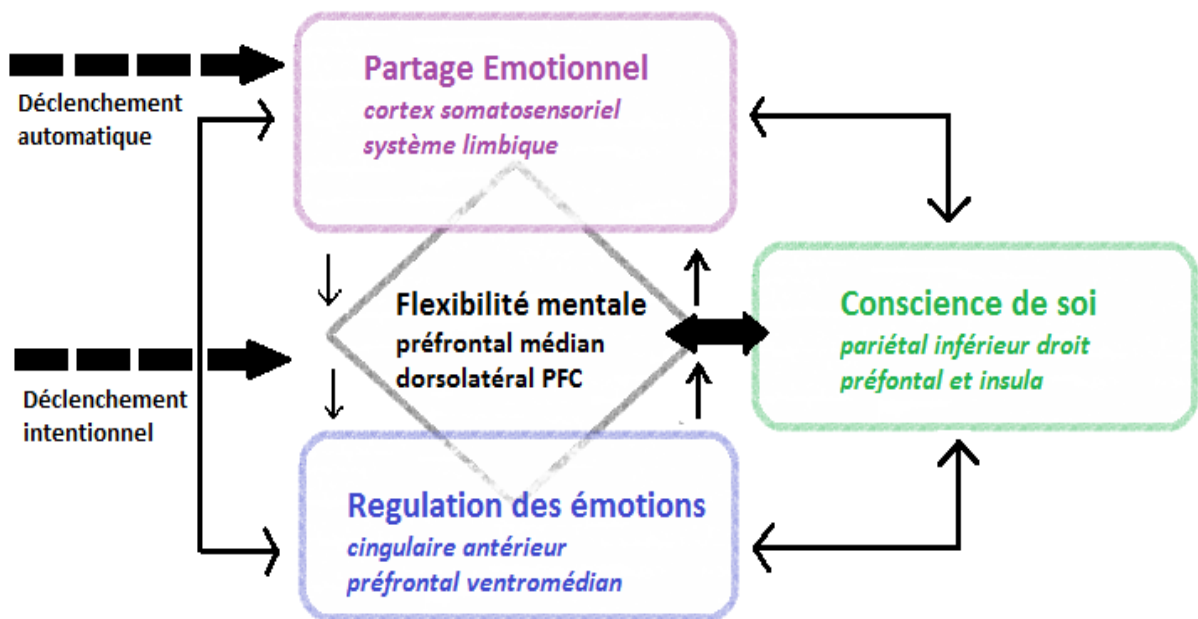 Partage Emotionnel
cortex somatosensoriel
système limbique
Déclenchement
automatique
Flexibilité mentale
préfrontal médian
dorsolatéral PFC
Conscience de soi
pariétal inférieur droit
préfontal et insula
Déclenchement
intentionnel
Regulation des émotions
cingulaire antérieur
préfrontal ventromédian